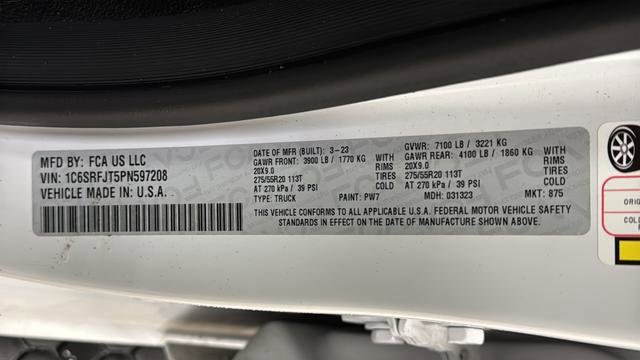 MFD BY: FCA US LLC
VIN: 1C6SRFJT5PN597208
VEHICLE MADE IN U.S.A.
DATE OF MFR (BUILT): 3-23
GAWR FRONT: 3900 LB / 1770 KG WITH
20X9.0 RIMS
275/55R20 113T TIRES
AT 270 kPa / 39 PSI COLD
TYPE: TRUCK PAINT: PW7
GVWR: 7100 LB / 3221 KG
GAWR REAR: 4100 LB / 1860 KG WITH
20X9.0 RIMS
275/55R20 113T TIRES
AT 270 kPa / 39 PSI COLD
MDH: 031323 MKT: 875
THIS VEHICLE CONFORMS TO ALL APPLICABLE U.S.A. FEDERAL MOTOR VEHICLE SAFETY
STANDARDS IN EFFECT ON THE DATE OF MANUFACTURE SHOWN ABOVE.